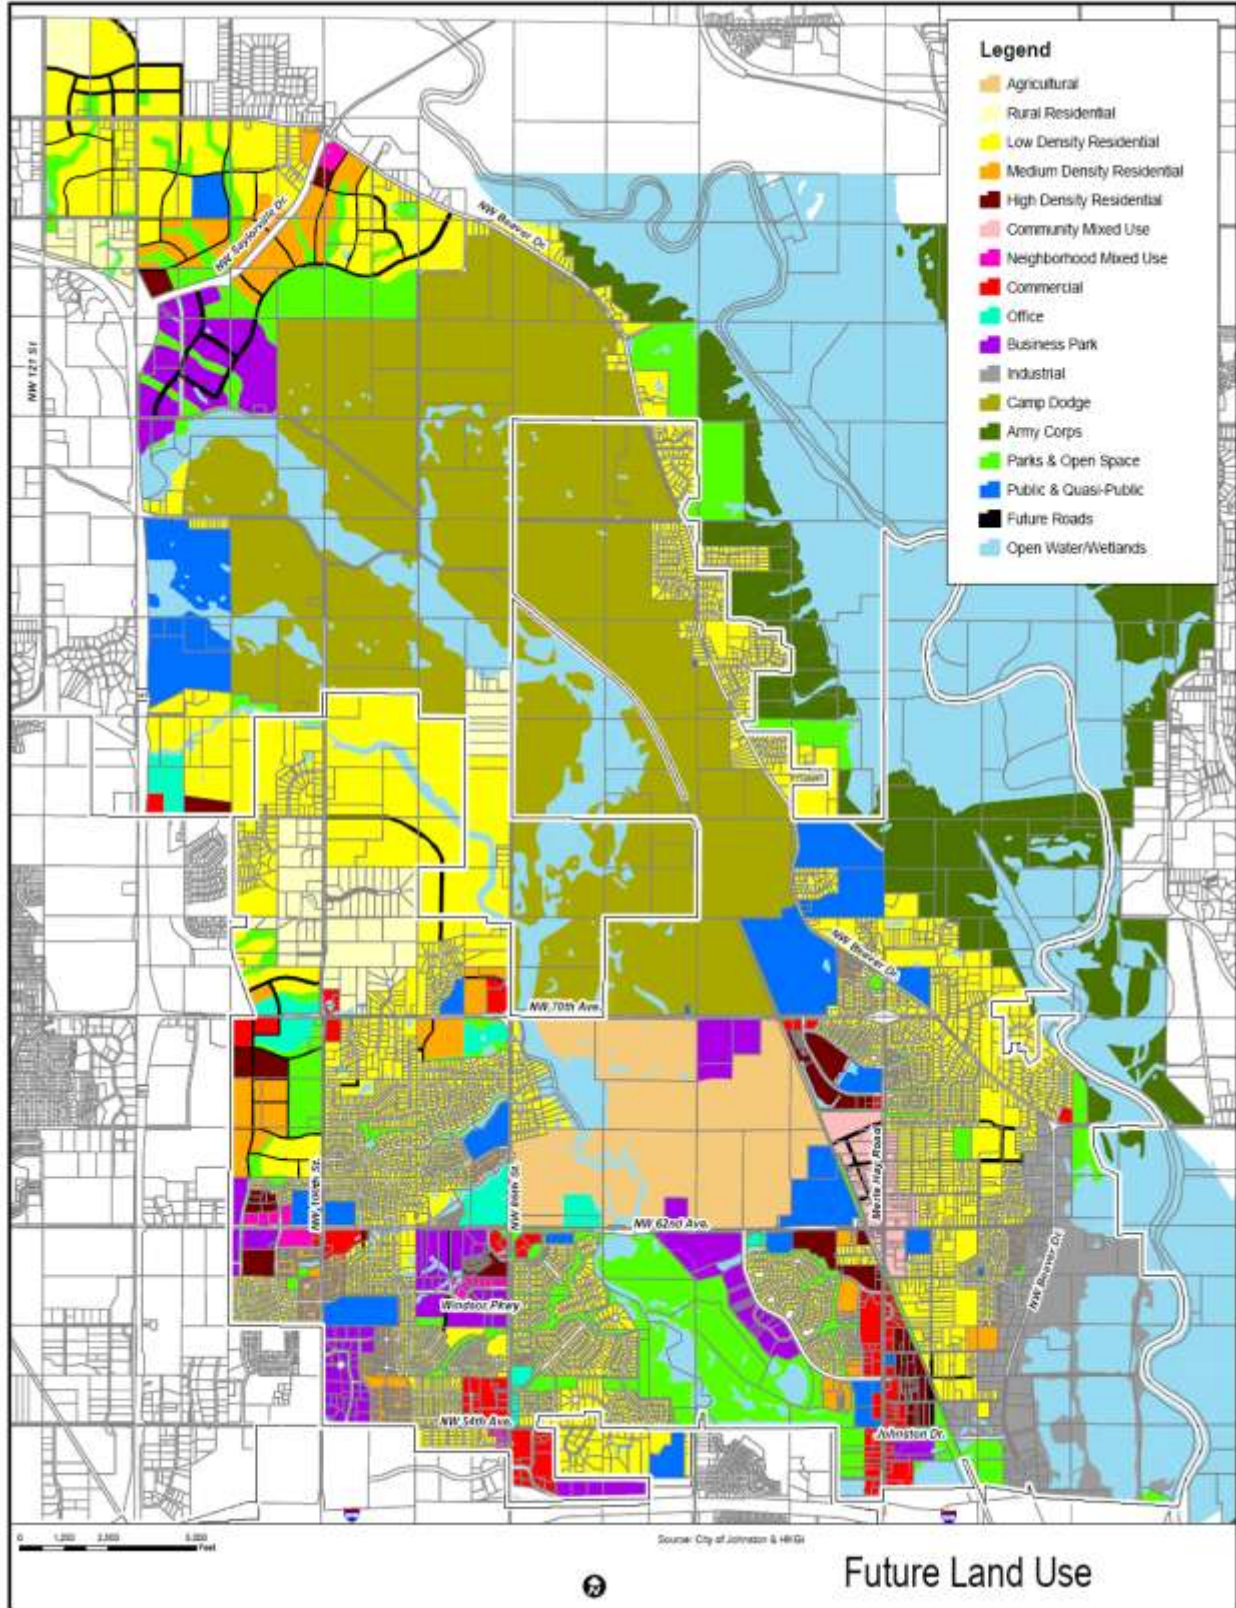 Legend
Agricultural
Rural Residential
Low Density Residential
Medium Density Residential
High Density Residential
Community Mixed Use
Neighborhood Mixed Use
Commercial
Office
Business Park
Industrial
Camp Dodge
Army Corps
Parks & Open Space
Public & Quasi-Public
Future Roads
Open Water/Wetlands
NW Beaver Dr.
NW Saylorville Dr.
NW 121 St
NW Beaver Dr.
NW 70th Ave.
Merle Hay Road
NW 100th St.
NW 86th St.
NW 62nd Ave.
NW Beaver Dr.
Windsor Pkwy
NW 54th Ave.
Johnston Dr.
0
Feet
Source: City of Johnston & HKGi
Future Land Use